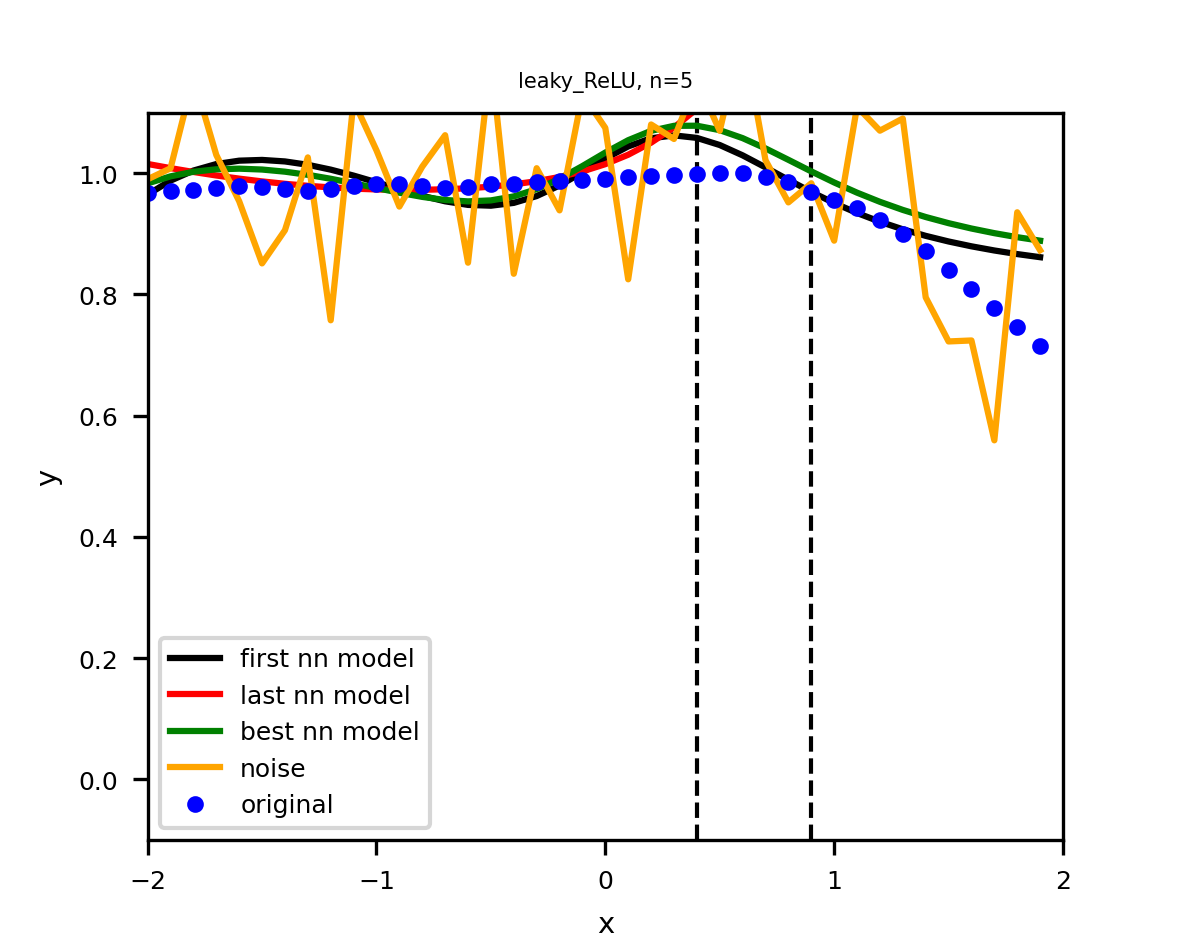 leaky_ReLU, n=5
1.0
0.8
0.6
0.4
0.2
0.0
y
first nn model
last nn model
best nn model
noise
original
−2
−1
0
1
2
x